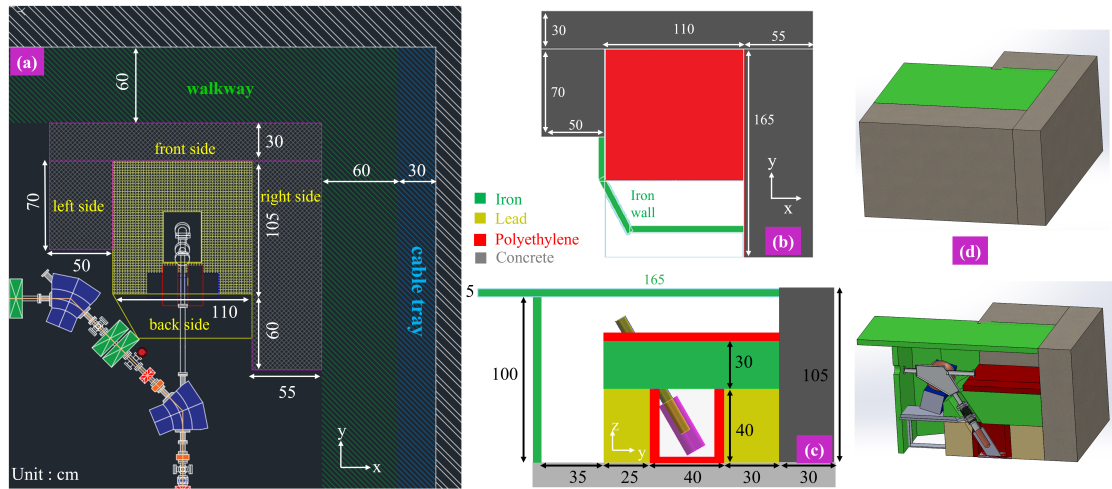 (a)
60
walkway
30
front side
left side
right side
70
105
60
30
50
110
back side
60
cable tray
55
y
x
Unit : cm
30
110
55
70
50
165
y
x
Iron
wall
(b)
Iron
Lead
Polyethylene
Concrete
5
165
100
30
105
40
z
y
(c)
35
25
40
30
30
(d)